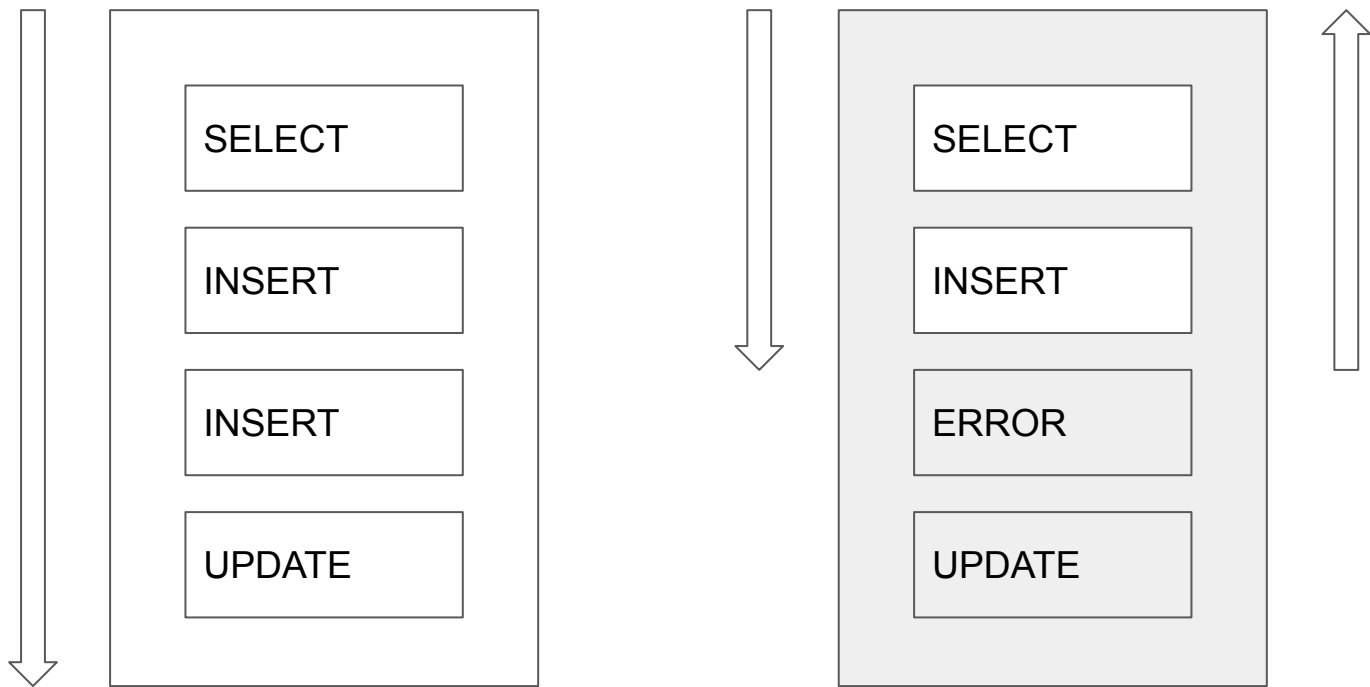 SELECT
INSERT
INSERT
UPDATE
SELECT
INSERT
ERROR
UPDATE